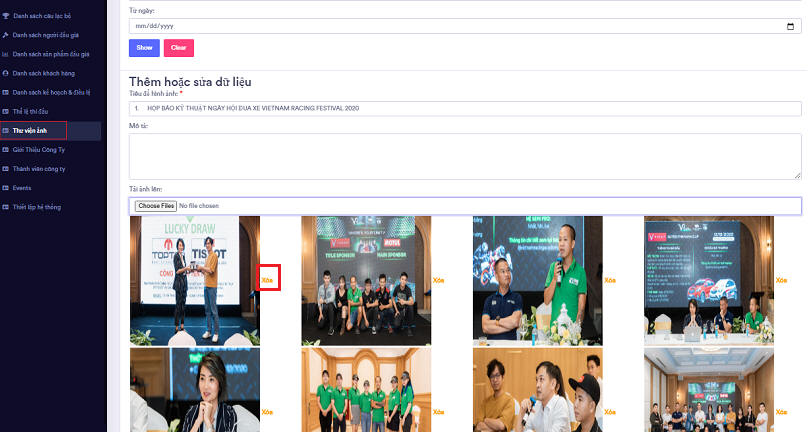 Từ ngày:
mm/dd/yyyy
Show
Clear
Danh sách câu lạc bộ
Danh sách người đấu giá
Danh sách sản phẩm đấu giá
Danh sách khách hàng
Danh sách kế hoạch & điều lệ
Thể lệ thi đấu
Thư viện ảnh
Giới Thiệu Công Ty
Thành viên công ty
Events
Thiết lập hệ thống
Thêm hoặc sửa dữ liệu
Tiêu đề hình ảnh: *
1. HỌP BÁO KỸ THUẬT NGÀY HỘI ĐUA XE VIETNAM RACING FESTIVAL 2020
Mô tả:
Tải ảnh lên:
Choose Files No file chosen
LUCKY DRAW
TISSOT
Xóa
TITLE SPONSOR
MAIN SPONSOR
MOTUL
Xóa
Xóa
Xóa
Xóa
Xóa
Xóa
Xóa